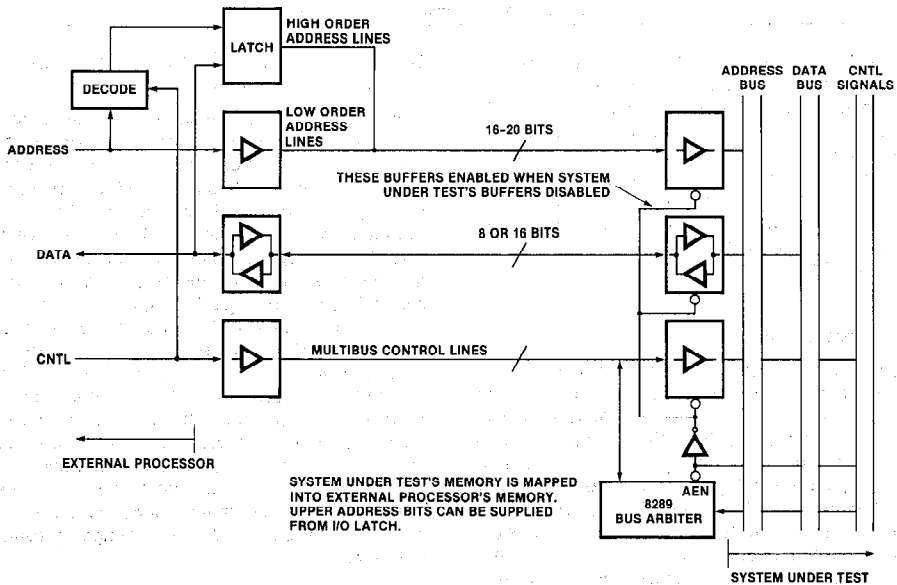 HIGH ORDER
ADDRESS LINES
LATCH
DECODE
LOW ORDER
ADDRESS
LINES
ADDRESS
16-20 BITS
ADDRESS
BUS
DATA
BUS
CNTL
SIGNALS
THESE BUFFERS ENABLED WHEN SYSTEM
UNDER TEST'S BUFFERS DISABLED
DATA
8 OR 16 BITS
CNTL
MULTIBUS CONTROL LINES
EXTERNAL PROCESSOR
SYSTEM UNDER TEST'S MEMORY IS MAPPED
INTO EXTERNAL PROCESSOR'S MEMORY.
UPPER ADDRESS BITS CAN BE SUPPLIED
FROM I/O LATCH.
AEN
8289
BUS ARBITER
SYSTEM UNDER TEST